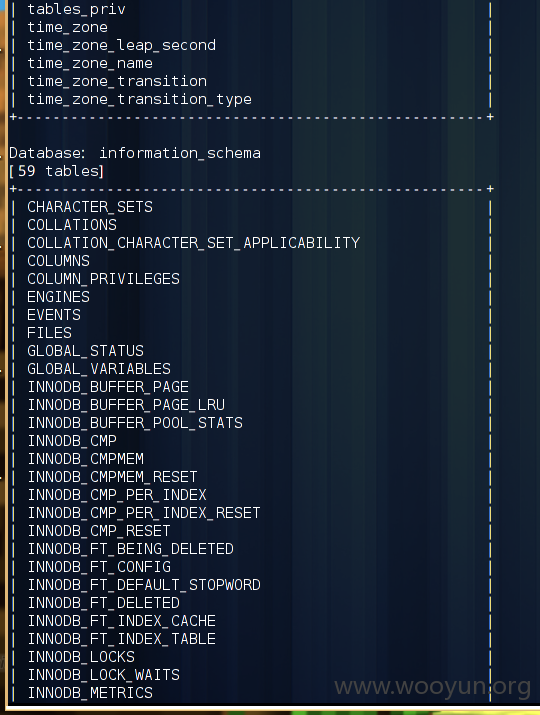 | tables_priv |
| time_zone |
| time_zone_leap_second |
| time_zone_name |
| time_zone_transition |
| time_zone_transition_type |
+----------------------------------------------------+

Database: information_schema
[59 tables]
+----------------------------------------------------+
| CHARACTER_SETS |
| COLLATIONS |
| COLLATION_CHARACTER_SET_APPLICABILITY |
| COLUMNS |
| COLUMN_PRIVILEGES |
| ENGINES |
| EVENTS |
| FILES |
| GLOBAL_STATUS |
| GLOBAL_VARIABLES |
| INNODB_BUFFER_PAGE |
| INNODB_BUFFER_PAGE_LRU |
| INNODB_BUFFER_POOL_STATS |
| INNODB_CMP |
| INNODB_CMPMEM |
| INNODB_CMPMEM_RESET |
| INNODB_CMP_PER_INDEX |
| INNODB_CMP_PER_INDEX_RESET |
| INNODB_CMP_RESET |
| INNODB_FT_BEING_DELETED |
| INNODB_FT_CONFIG |
| INNODB_FT_DEFAULT_STOPWORD |
| INNODB_FT_DELETED |
| INNODB_FT_INDEX_CACHE |
| INNODB_FT_INDEX_TABLE |
| INNODB_LOCKS |
| INNODB_LOCK_WAITS |
| INNODB_METRICS |
www.wooyun.org